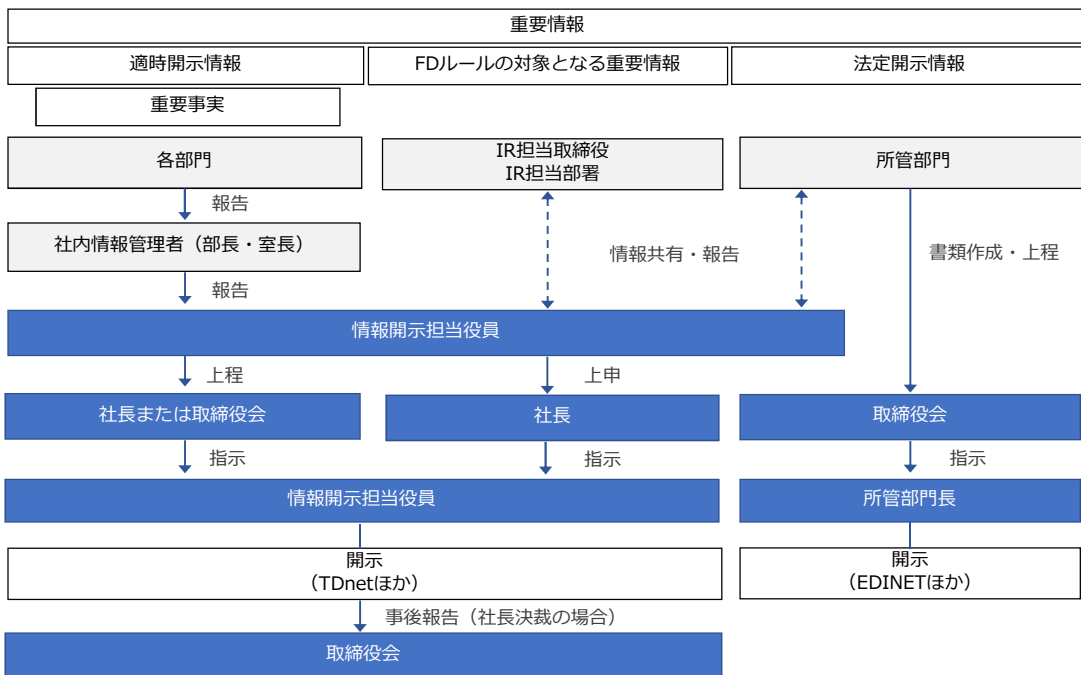 重要情報
適時開示情報
FDルールの対象となる重要情報
法定開示情報
重要事実
各部門
IR担当取締役
IR担当部署
所管部門
報告
社内情報管理者（部長・室長）
情報共有・報告
書類作成・上程
報告
情報開示担当役員
上程
上申
社長または取締役会
社長
取締役会
指示
指示
指示
情報開示担当役員
所管部門長
開示
（TDnetほか）
開示
（EDINETほか）
事後報告（社長決裁の場合）
取締役会